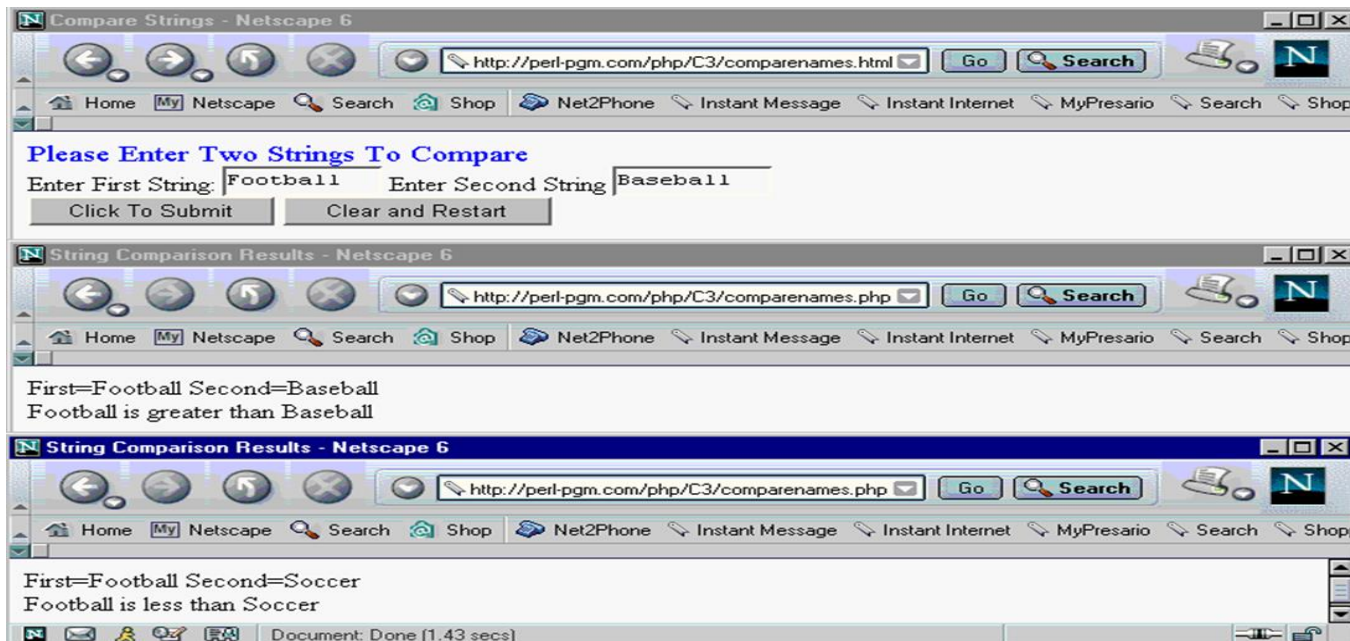 N Compare Strings - Netscape 6
http://perl-pgm.com/php/C3/comparenames.html Go Search N
Home My Netscape Search Shop Net2Phone Instant Message Instant Internet MyPresario Search Shop
Please Enter Two Strings To Compare
Enter First String: Football Enter Second String Baseball
Click To Submit Clear and Restart
N String Comparison Results - Netscape 6
http://perl-pgm.com/php/C3/comparenames.php Go Search N
Home My Netscape Search Shop Net2Phone Instant Message Instant Internet MyPresario Search Shop
First=Football Second=Baseball
Football is greater than Baseball
N String Comparison Results - Netscape 6
http://perl-pgm.com/php/C3/comparenames.php Go Search N
Home My Netscape Search Shop Net2Phone Instant Message Instant Internet MyPresario Search Shop
First=Football Second=Soccer
Football is less than Soccer
N Document: Done (1.43 secs)